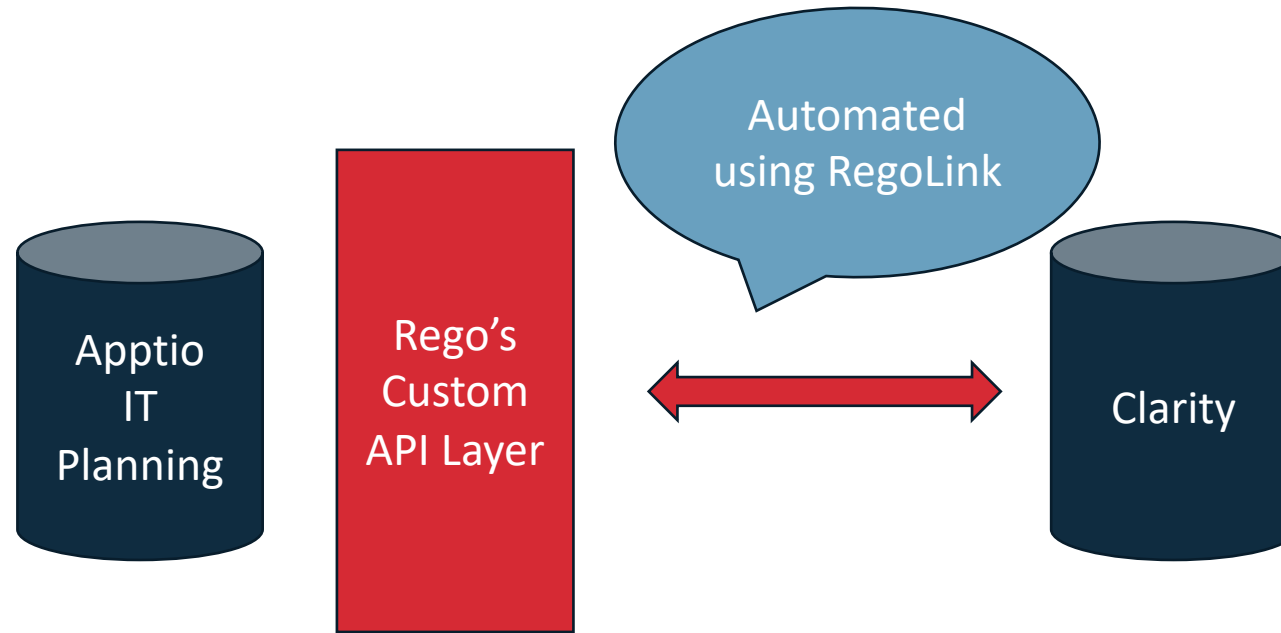 Apptio
IT
Planning
Rego’s
Custom
API Layer
Automated
using RegoLink
Clarity